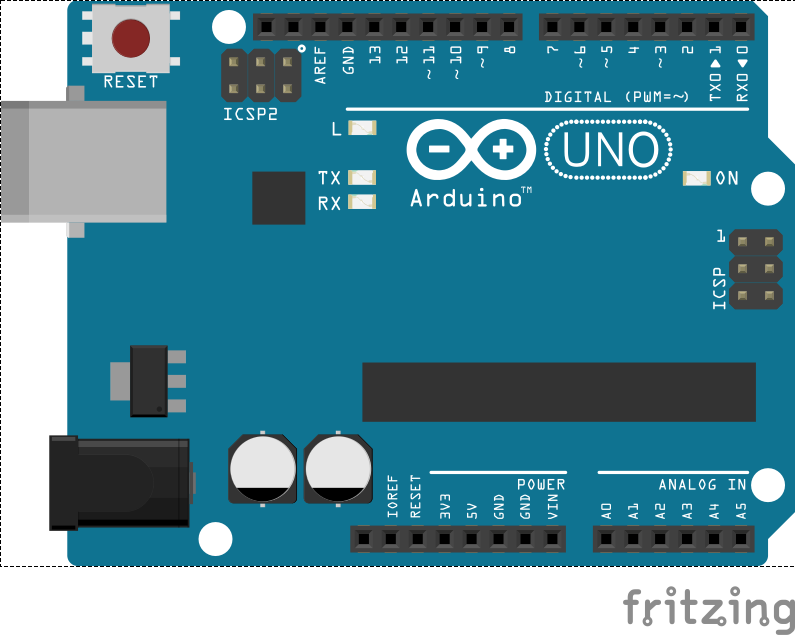 RESET
ICSP2
AREF
GND
13
12
~11
~10
~9
8
7
~6
~5
4
~3
2
TX0▶1
RX0◀0
DIGITAL (PWM=~)
L
TX
RX
UNO
Arduino™
ON
1
ICSP
POWER
ANALOG IN
IOREF
RESET
3V3
5V
GND
GND
VIN
A0
A1
A2
A3
A4
A5
fritzing